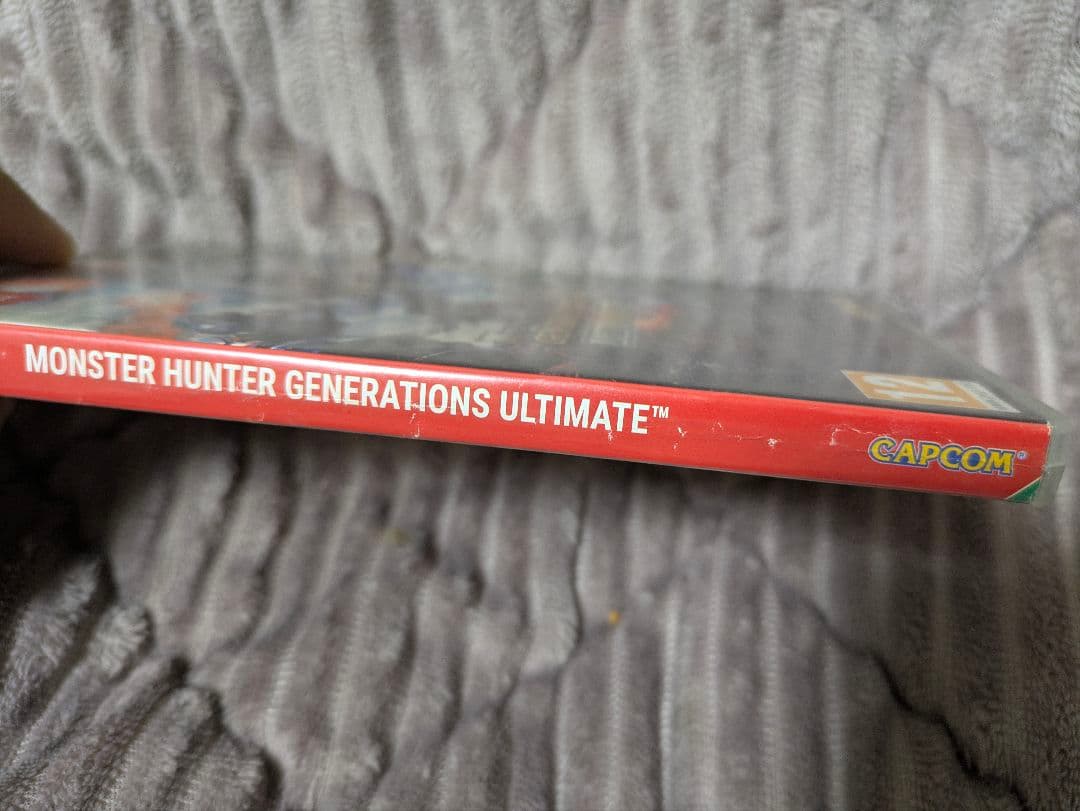 MONSTER HUNTER GENERATIONS ULTIMATE™
CAPCOM®
12